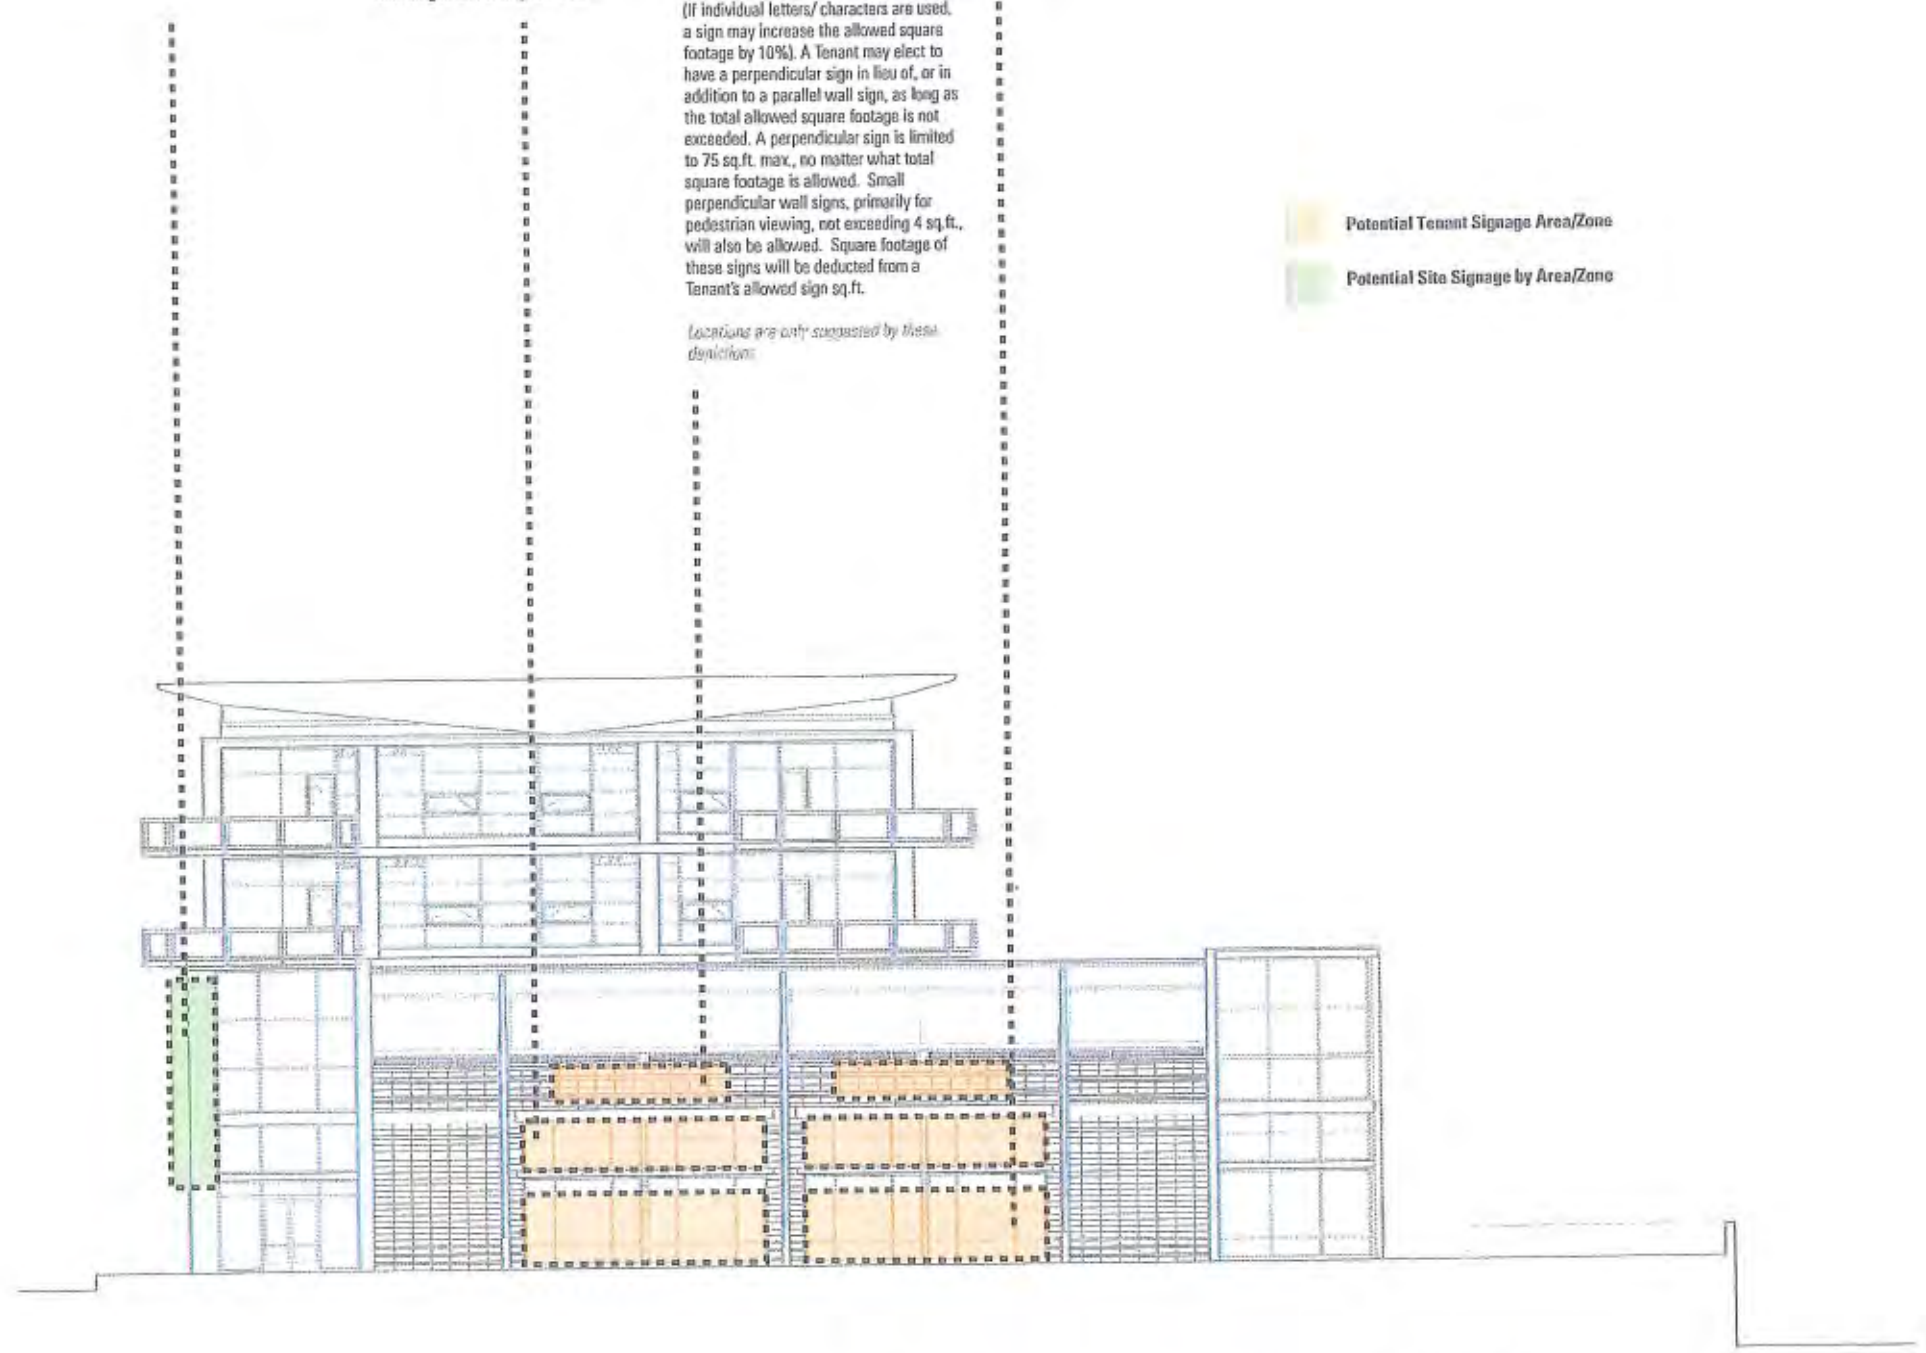 (If individual letters/ characters are used,
a sign may increase the allowed square
footage by 10%). A Tenant may elect to
have a perpendicular sign in lieu of, or in
addition to a parallel wall sign, as long as
the total allowed square footage is not
exceeded. A perpendicular sign is limited
to 75 sq.ft. max., no matter what total
square footage is allowed. Small
perpendicular wall signs, primarily for
pedestrian viewing, not exceeding 4 sq.ft.,
will also be allowed. Square footage of
these signs will be deducted from a
Tenant's allowed sign sq.ft.
Locations are only suggested by these
depictions
Potential Tenant Signage Area/Zone
Potential Site Signage by Area/Zone